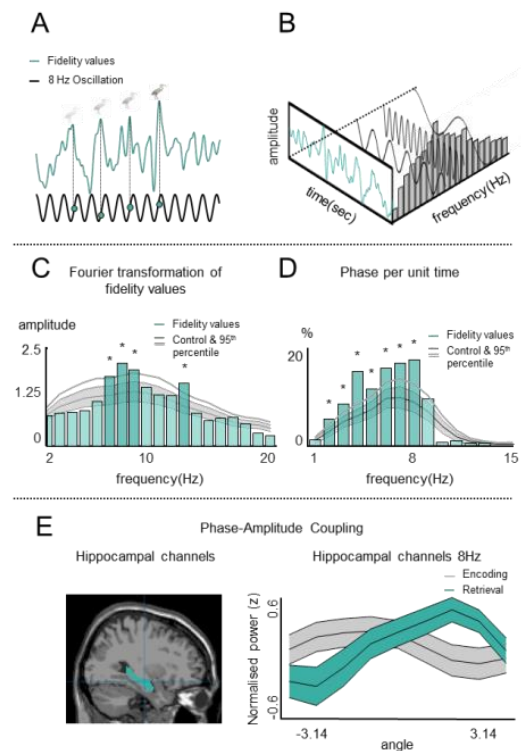 A
Fidelity values
8 Hz Oscillation
B
amplitude
time(sec)
frequency(Hz)
C
Fourier transformation of
fidelity values
amplitude
Fidelity values
Control & 95th
percentile
2.5
1.25
0
* * * *
2 10 20
frequency(Hz)
D
Phase per unit time
%
Fidelity values
Control & 95th
percentile
20
0
* * * * * * *
1 8 15
frequency(Hz)
E
Phase-Amplitude Coupling
Hippocampal channels
Hippocampal channels 8Hz
Encoding
Retrieval
Normalised power (z)
0.6
-0.6
-3.14 3.14
angle